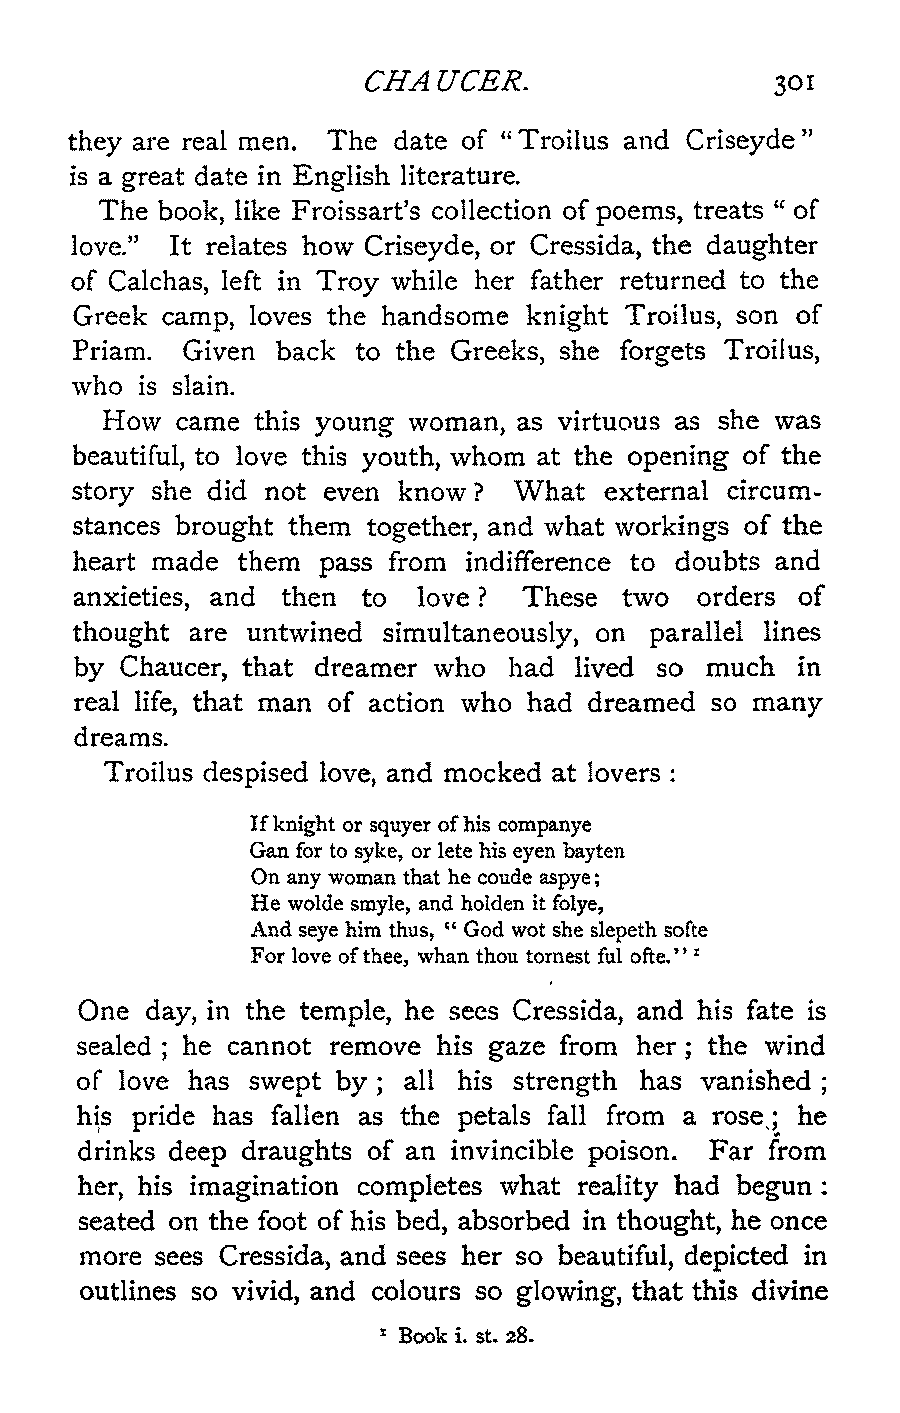 CHAUCER. 301
they are real men. The date of “Troilus and Criseyde”
is a great date in English literature.
The book, like Froissart's collection of poems, treats “ of
love.” It relates how Criseyde, or Cressida, the daughter
of Calchas, left in Troy while her father returned to the
Greek camp, loves the handsome knight Troilus, son of
Priam. Given back to the Greeks, she forgets Troilus,
who is slain.
How came this young woman, as virtuous as she was
beautiful, to love this youth, whom at the opening of the
story she did not even know ? What external circum-
stances brought them together, and what workings of the
heart made them pass from indifference to doubts and
anxieties, and then to love ? These two orders of
thought are untwined simultaneously, on parallel lines
by Chaucer, that dreamer who had lived so much in
real life, that man of action who had dreamed so many
dreams.
Troilus despised love, and mocked at lovers :
If knight or squyer of his companye
Gan for to syke, or lete his eyen bayten
On any woman that he coude aspye;
He wolde smyle, and holden it folye,
And seye him thus, “ God wot she slepeth softe
For love of thee, whan thou tornest ful ofte.” ¹
One day, in the temple, he sees Cressida, and his fate is
sealed ; he cannot remove his gaze from her ; the wind
of love has swept by ; all his strength has vanished ;
his pride has fallen as the petals fall from a rose ; he
drinks deep draughts of an invincible poison. Far from
her, his imagination completes what reality had begun :
seated on the foot of his bed, absorbed in thought, he once
more sees Cressida, and sees her so beautiful, depicted in
outlines so vivid, and colours so glowing, that this divine
¹ Book i. st. 28.